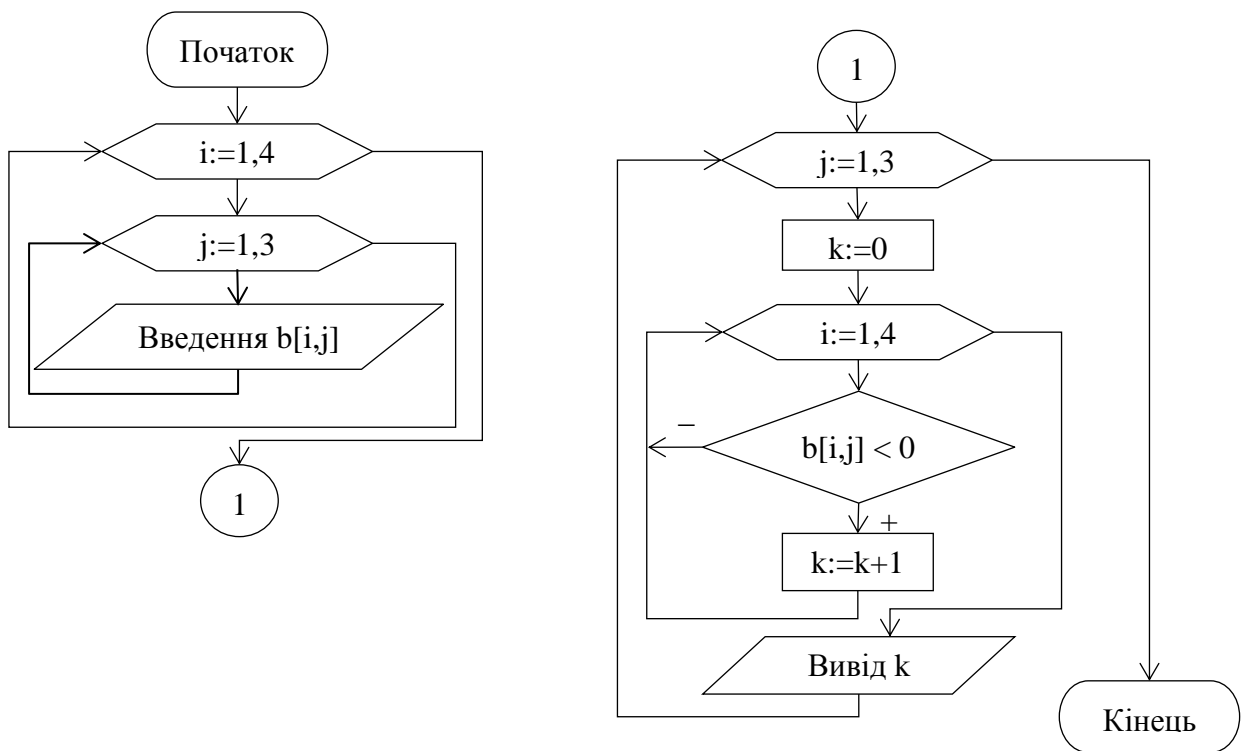 Початок
i:=1,4
j:=1,3
Введення b[i,j]
1
1
j:=1,3
k:=0
i:=1,4
–
b[i,j] < 0
+
k:=k+1
Вивід k
Кінець